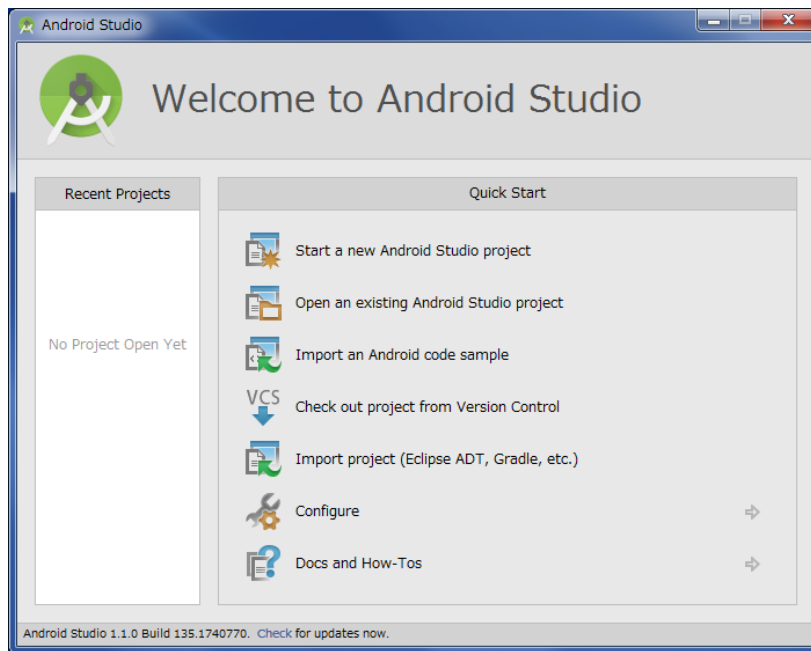 Android Studio
Welcome to Android Studio
Recent Projects
No Project Open Yet
Quick Start
Start a new Android Studio project
Open an existing Android Studio project
Import an Android code sample
VCS
Check out project from Version Control
Import project (Eclipse ADT, Gradle, etc.)
Configure
Docs and How-Tos
Android Studio 1.1.0 Build 135.1740770. Check for updates now.